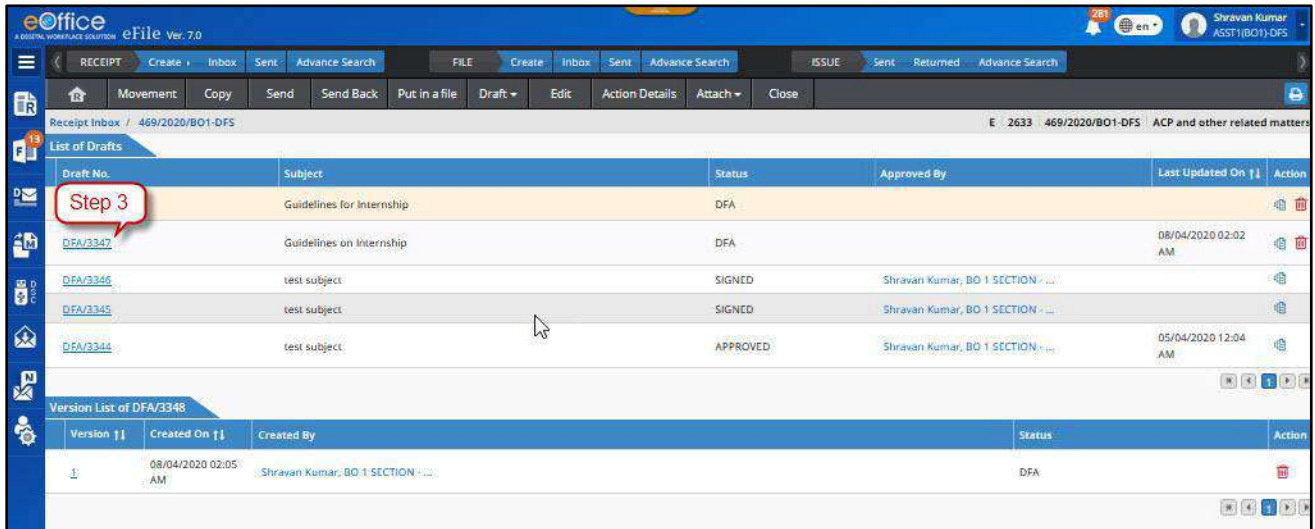 eOffice
A DIGITAL WORKPLACE SOLUTION eFile Ver. 7.0
281
en
Shravan Kumar
ASST1(BO1)-DFS
RECEIPT Create Inbox Sent Advance Search FILE Create Inbox Sent Advance Search ISSUE Sent Returned Advance Search
R Movement Copy Send Send Back Put in a file Draft Edit Action Details Attach Close
R
Receipt Inbox / 469/2020/BO1-DFS E 2633 469/2020/BO1-DFS ACP and other related matters
13
F
List of Drafts
Draft No. Subject Status Approved By Last Updated On Action
D
Step 3 Guidelines for Internship DFA
M
DFA/3347 Guidelines on Internship DFA 08/04/2020 02:02 AM
DFA/3346 test subject SIGNED Shravan Kumar, BO 1 SECTION - ...
DSC
DFA/3345 test subject SIGNED Shravan Kumar, BO 1 SECTION - ...
DFA/3344 test subject APPROVED Shravan Kumar, BO 1 SECTION - ... 05/04/2020 12:04 AM
N
1
Version List of DFA/3348
Version Created On Created By Status Action
1 08/04/2020 02:05 AM Shravan Kumar, BO 1 SECTION - ... DFA
1